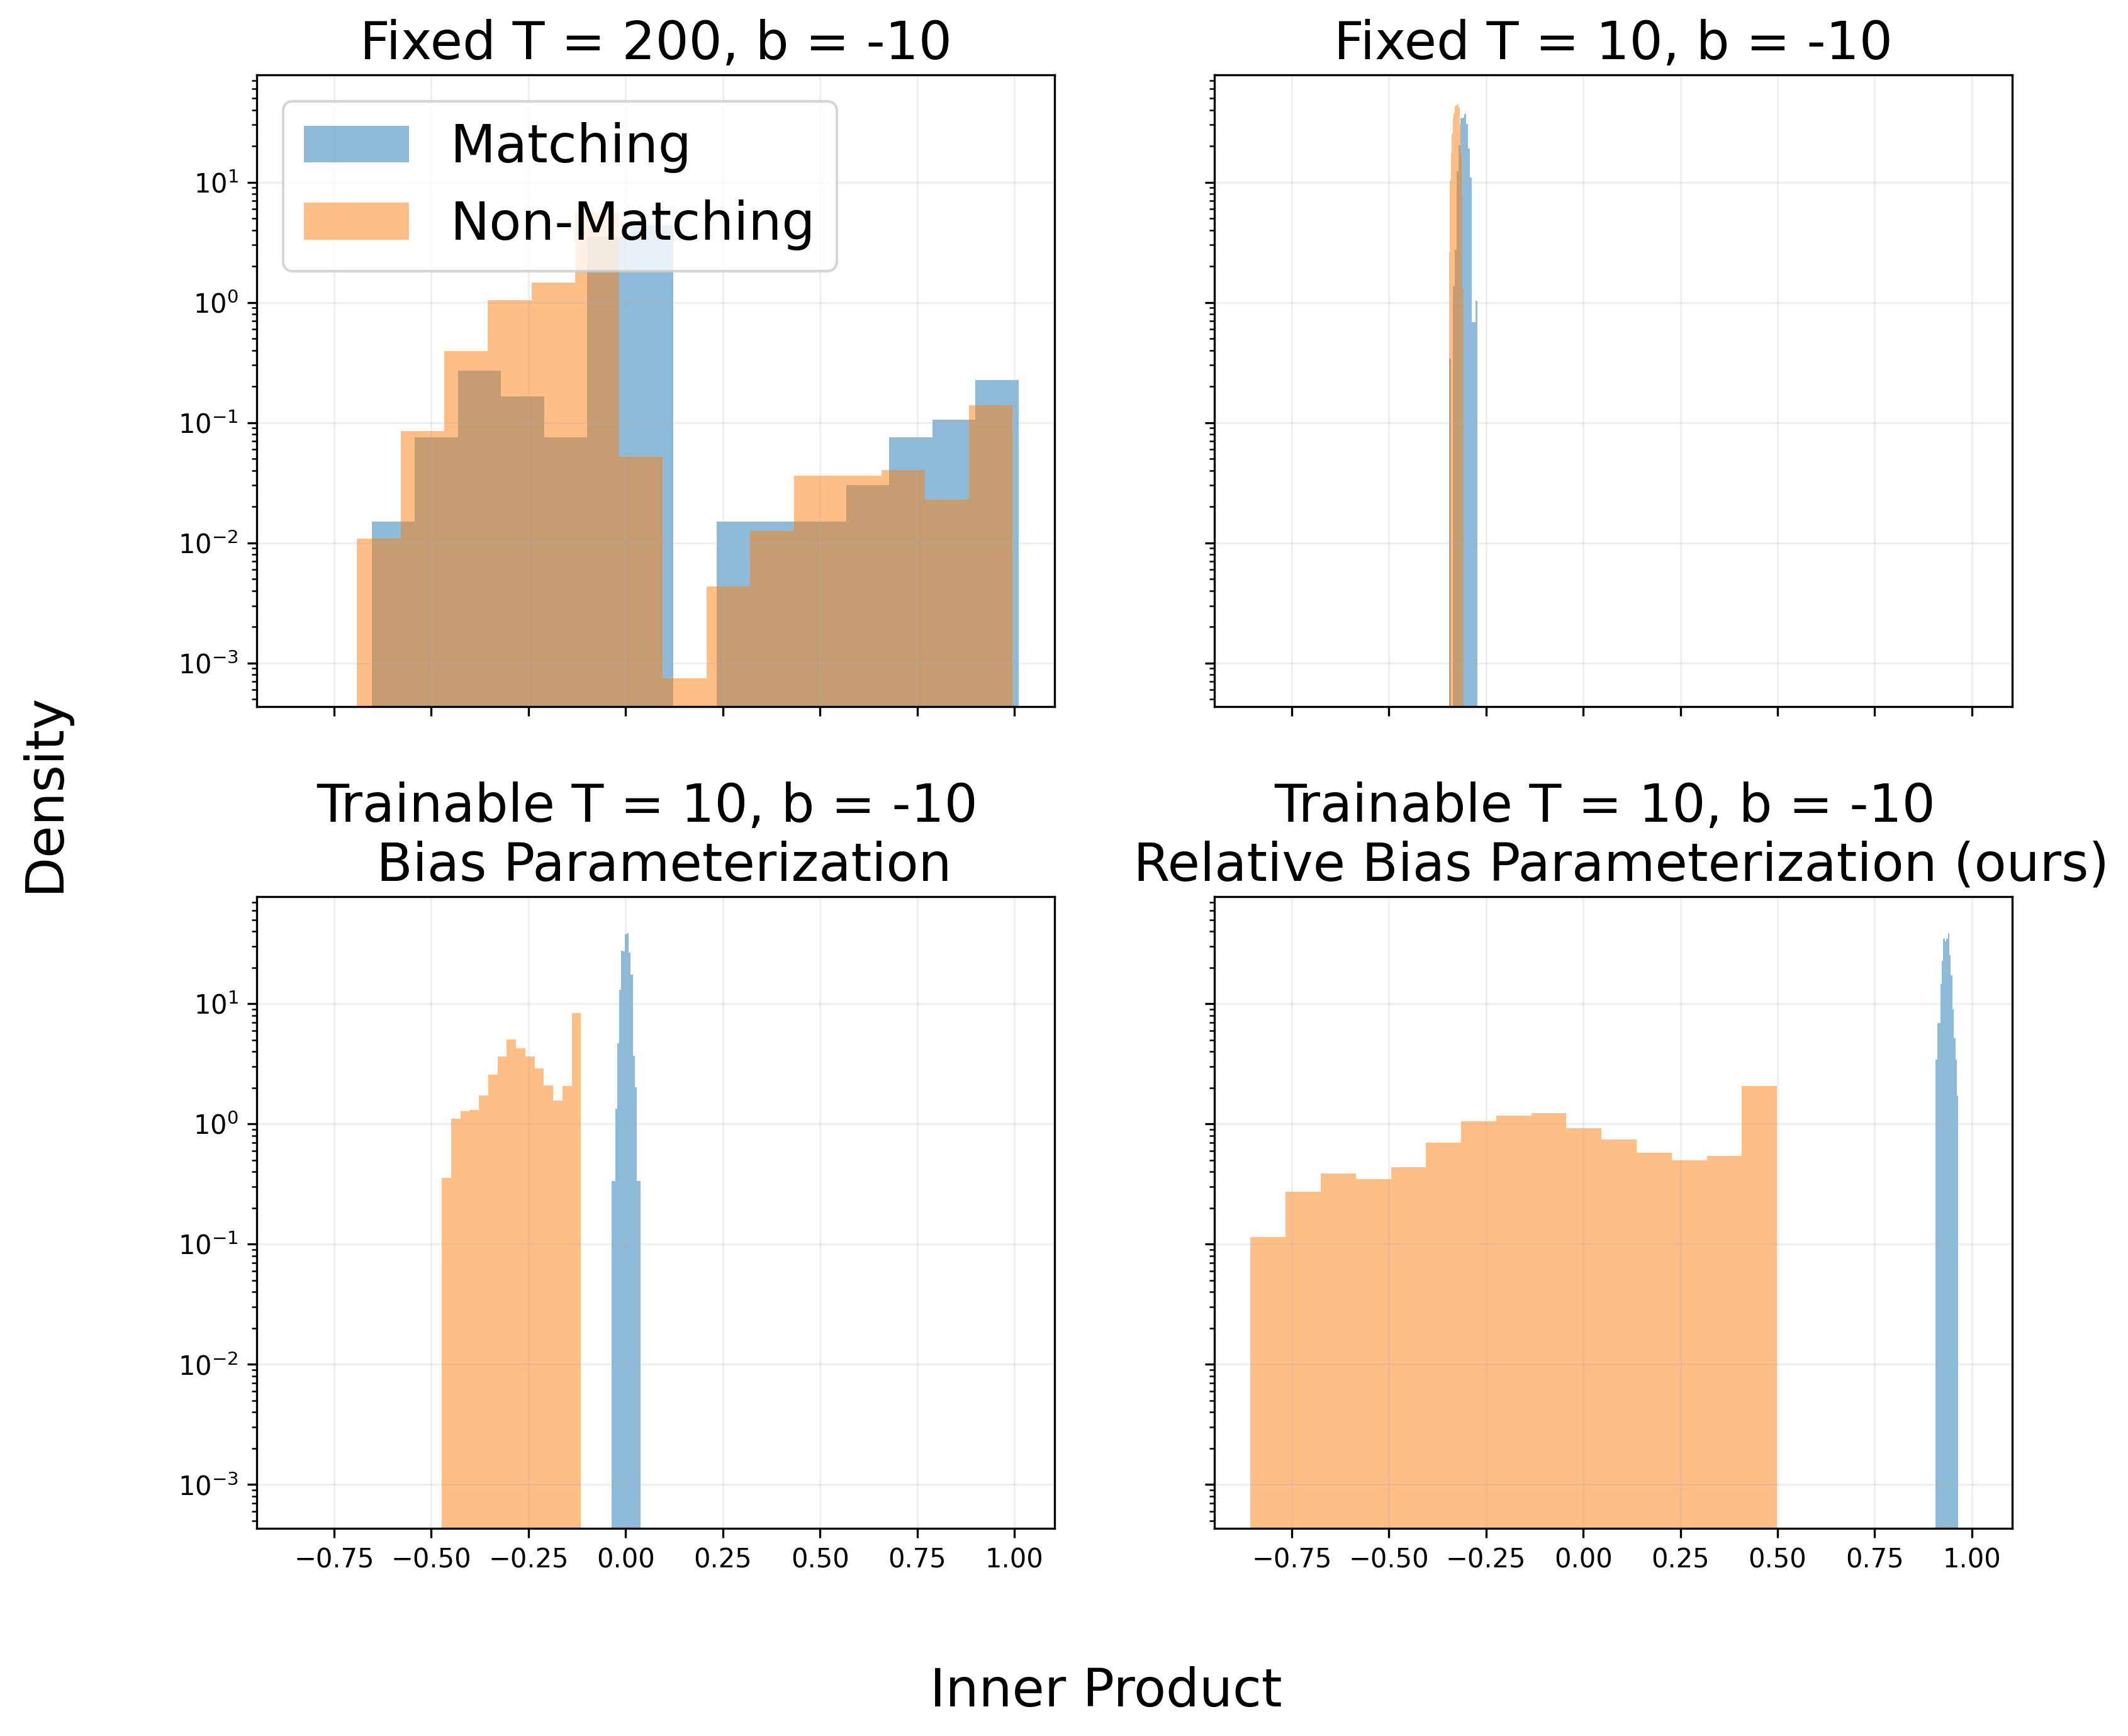 Fixed T = 200, b = -10
Fixed T = 10, b = -10
Matching
Non-Matching
10¹
10⁰
10⁻¹
10⁻²
10⁻³
Density
Trainable T = 10, b = -10
Bias Parameterization
Trainable T = 10, b = -10
Relative Bias Parameterization (ours)
10¹
10⁰
10⁻¹
10⁻²
10⁻³
−0.75 −0.50 −0.25 0.00 0.25 0.50 0.75 1.00
−0.75 −0.50 −0.25 0.00 0.25 0.50 0.75 1.00
Inner Product